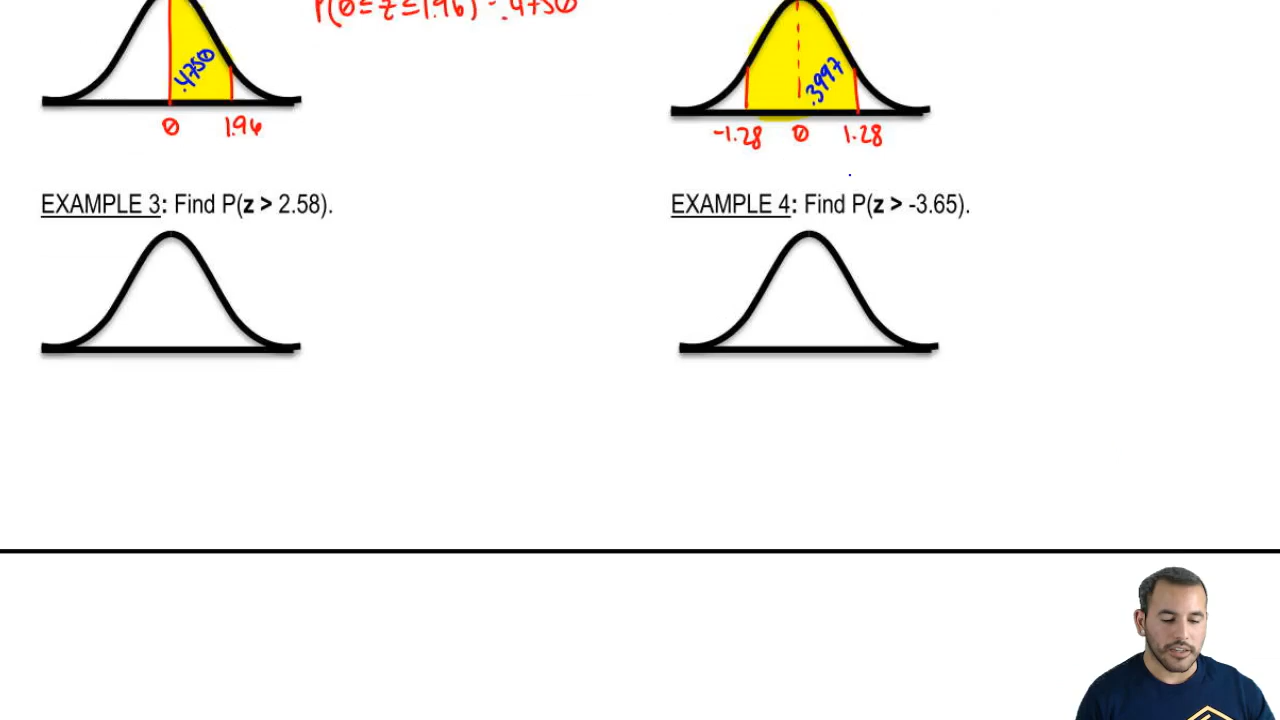 P(0 ≤ z ≤ 1.96) = .4750
.4750
0 1.96
.3997
-1.28 0 1.28
EXAMPLE 3: Find P(z > 2.58).
EXAMPLE 4: Find P(z > -3.65).